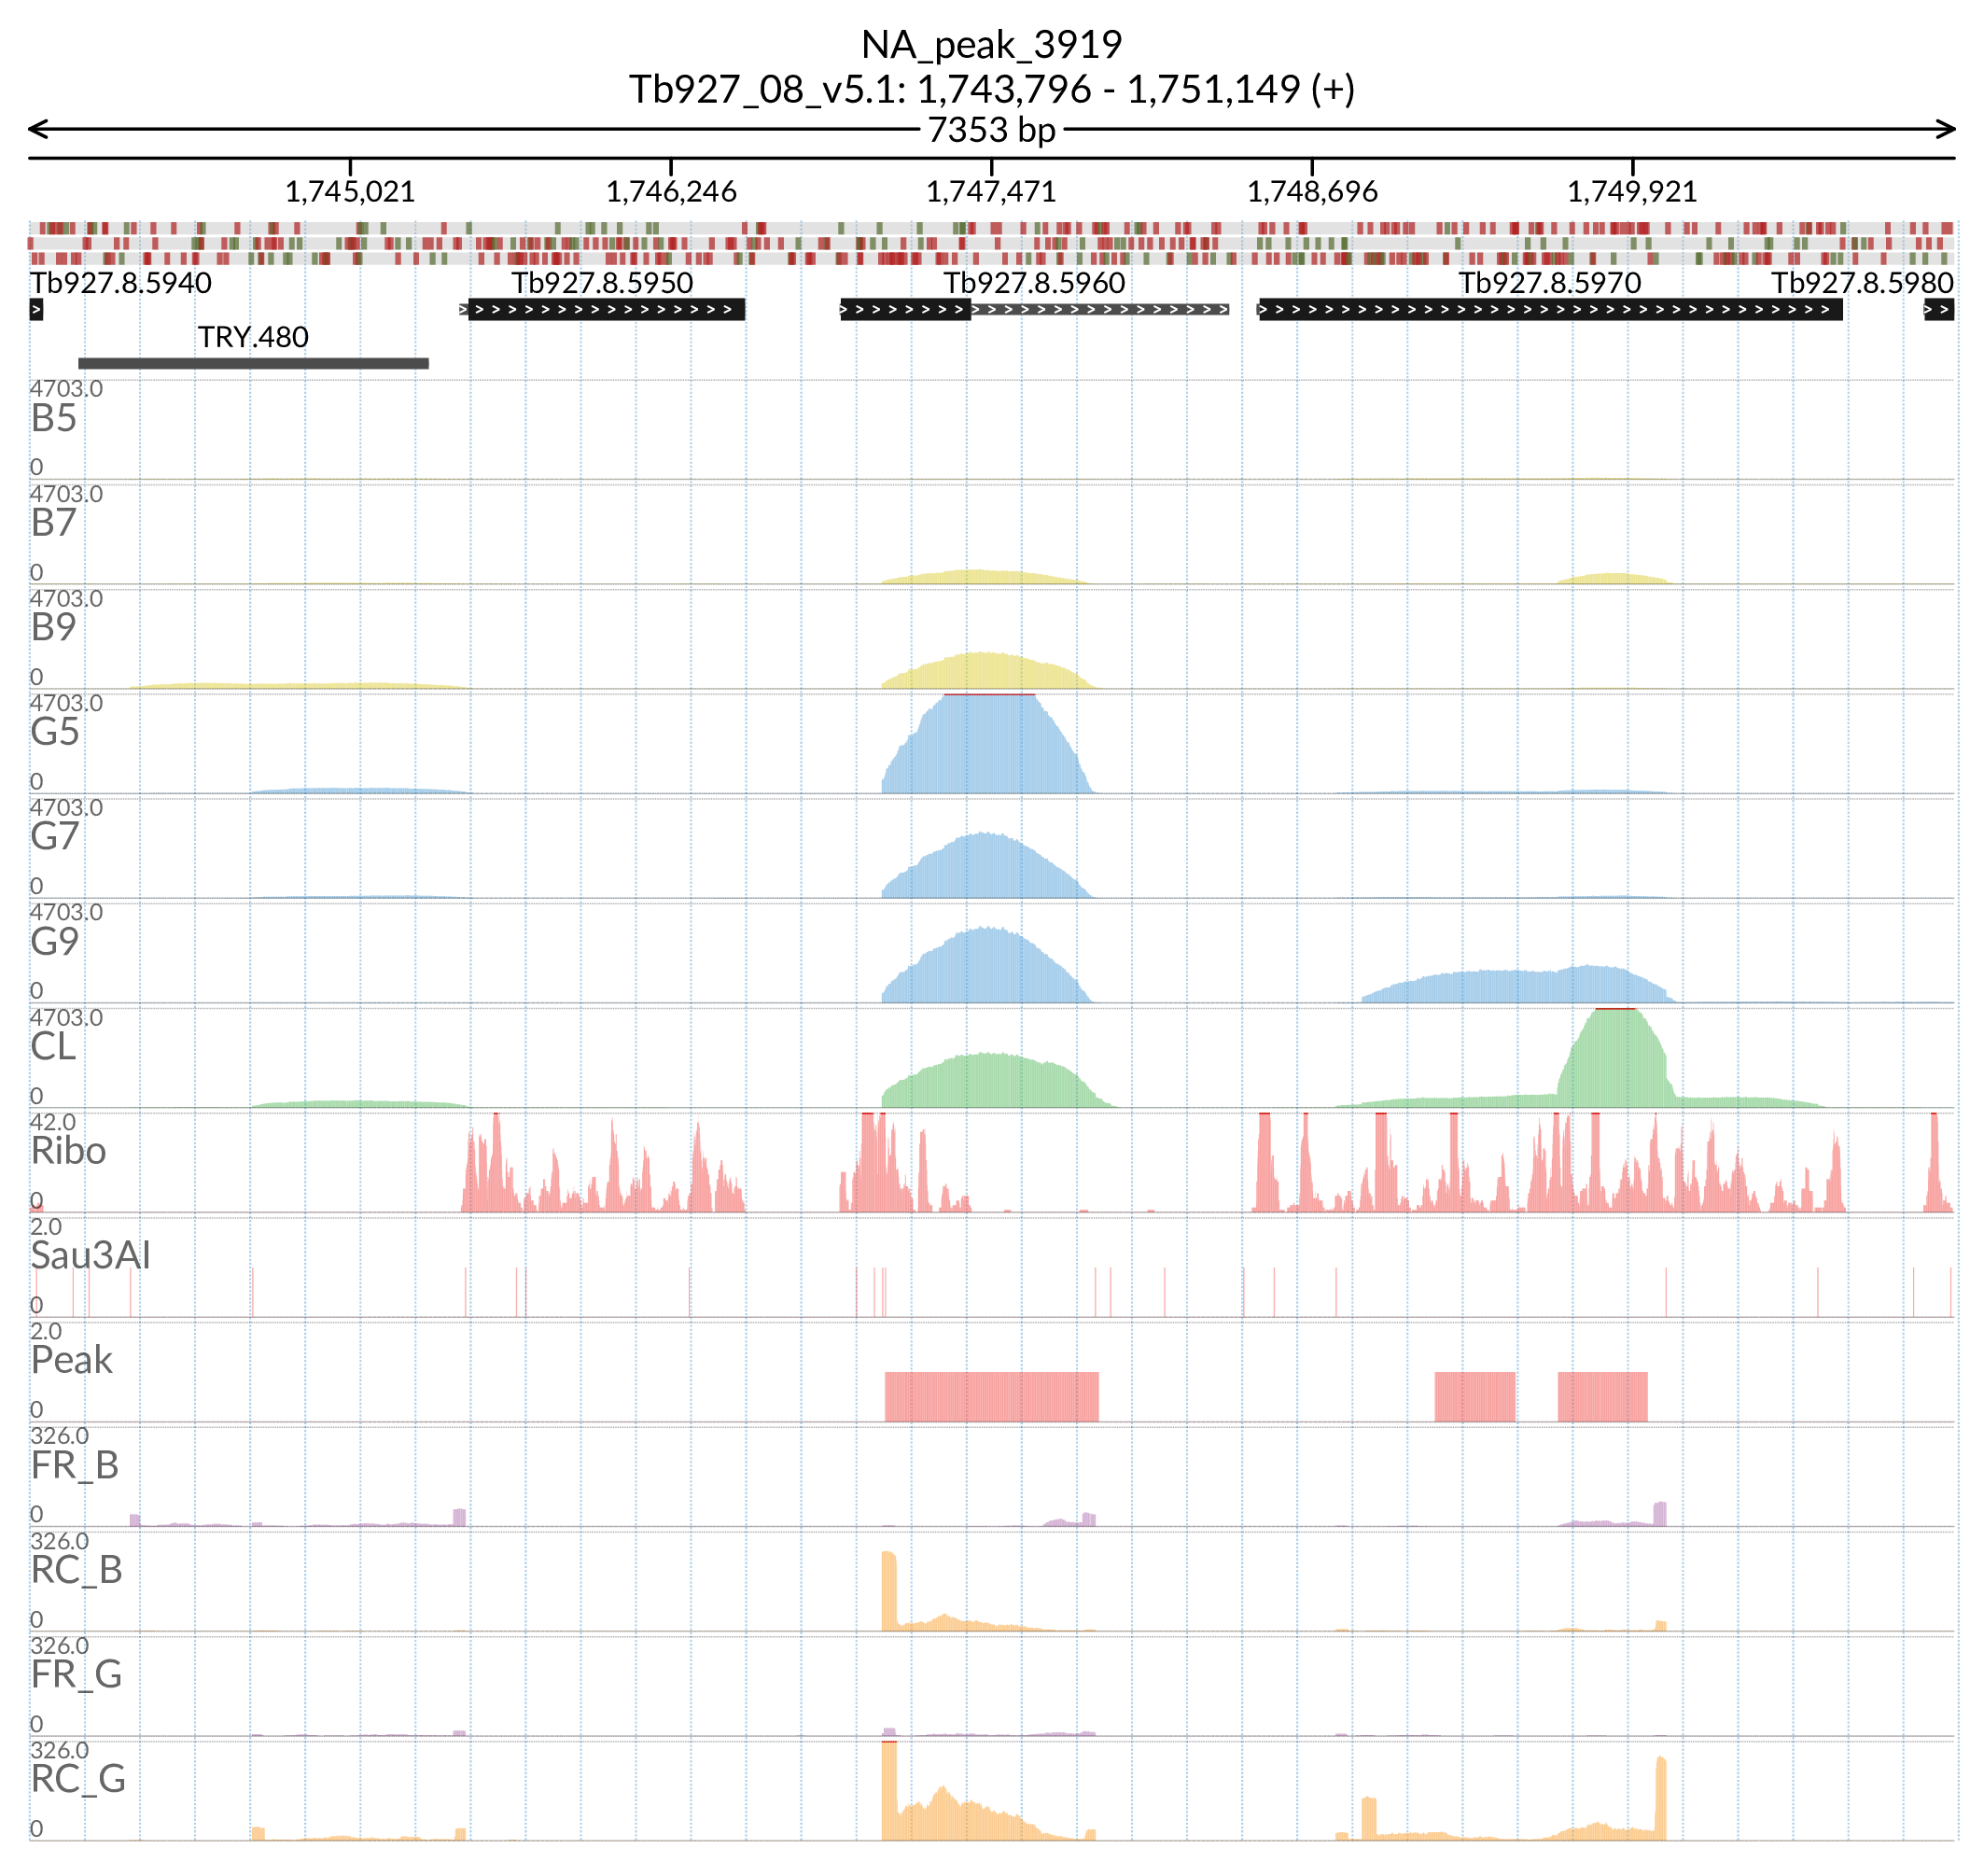 NA_peak_3919
Tb927_08_v5.1: 1,743,796 - 1,751,149 (+)
7353 bp
1,745,021 1,746,246 1,747,471 1,748,696 1,749,921
Tb927.8.5940 Tb927.8.5950 Tb927.8.5960 Tb927.8.5970 Tb927.8.5980
TRY.480
4703.0
B5
0
4703.0
B7
0
4703.0
B9
0
4703.0
G5
0
4703.0
G7
0
4703.0
G9
0
4703.0
CL
0
42.0
Ribo
0
2.0
Sau3AI
0
2.0
Peak
0
326.0
FR_B
0
326.0
RC_B
0
326.0
FR_G
0
326.0
RC_G
0